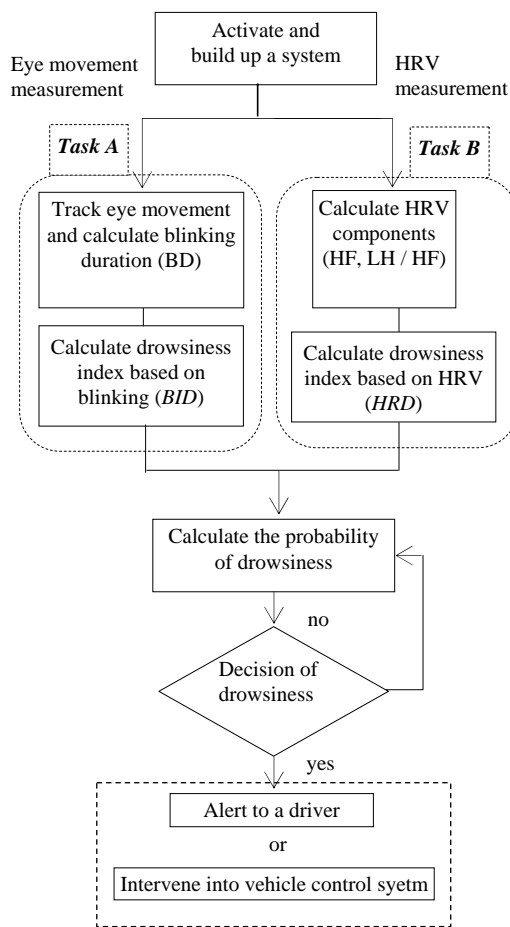 Activate and
build up a system
Eye movement
measurement
HRV
measurement
Task A
Task B
Track eye movement
and calculate blinking
duration (BD)
Calculate HRV
components
(HF, LH / HF)
Calculate drowsiness
index based on
blinking (BID)
Calculate drowsiness
index based on HRV
(HRD)
Calculate the probability
of drowsiness
no
Decision of
drowsiness
yes
Alert to a driver
or
Intervene into vehicle control syetm